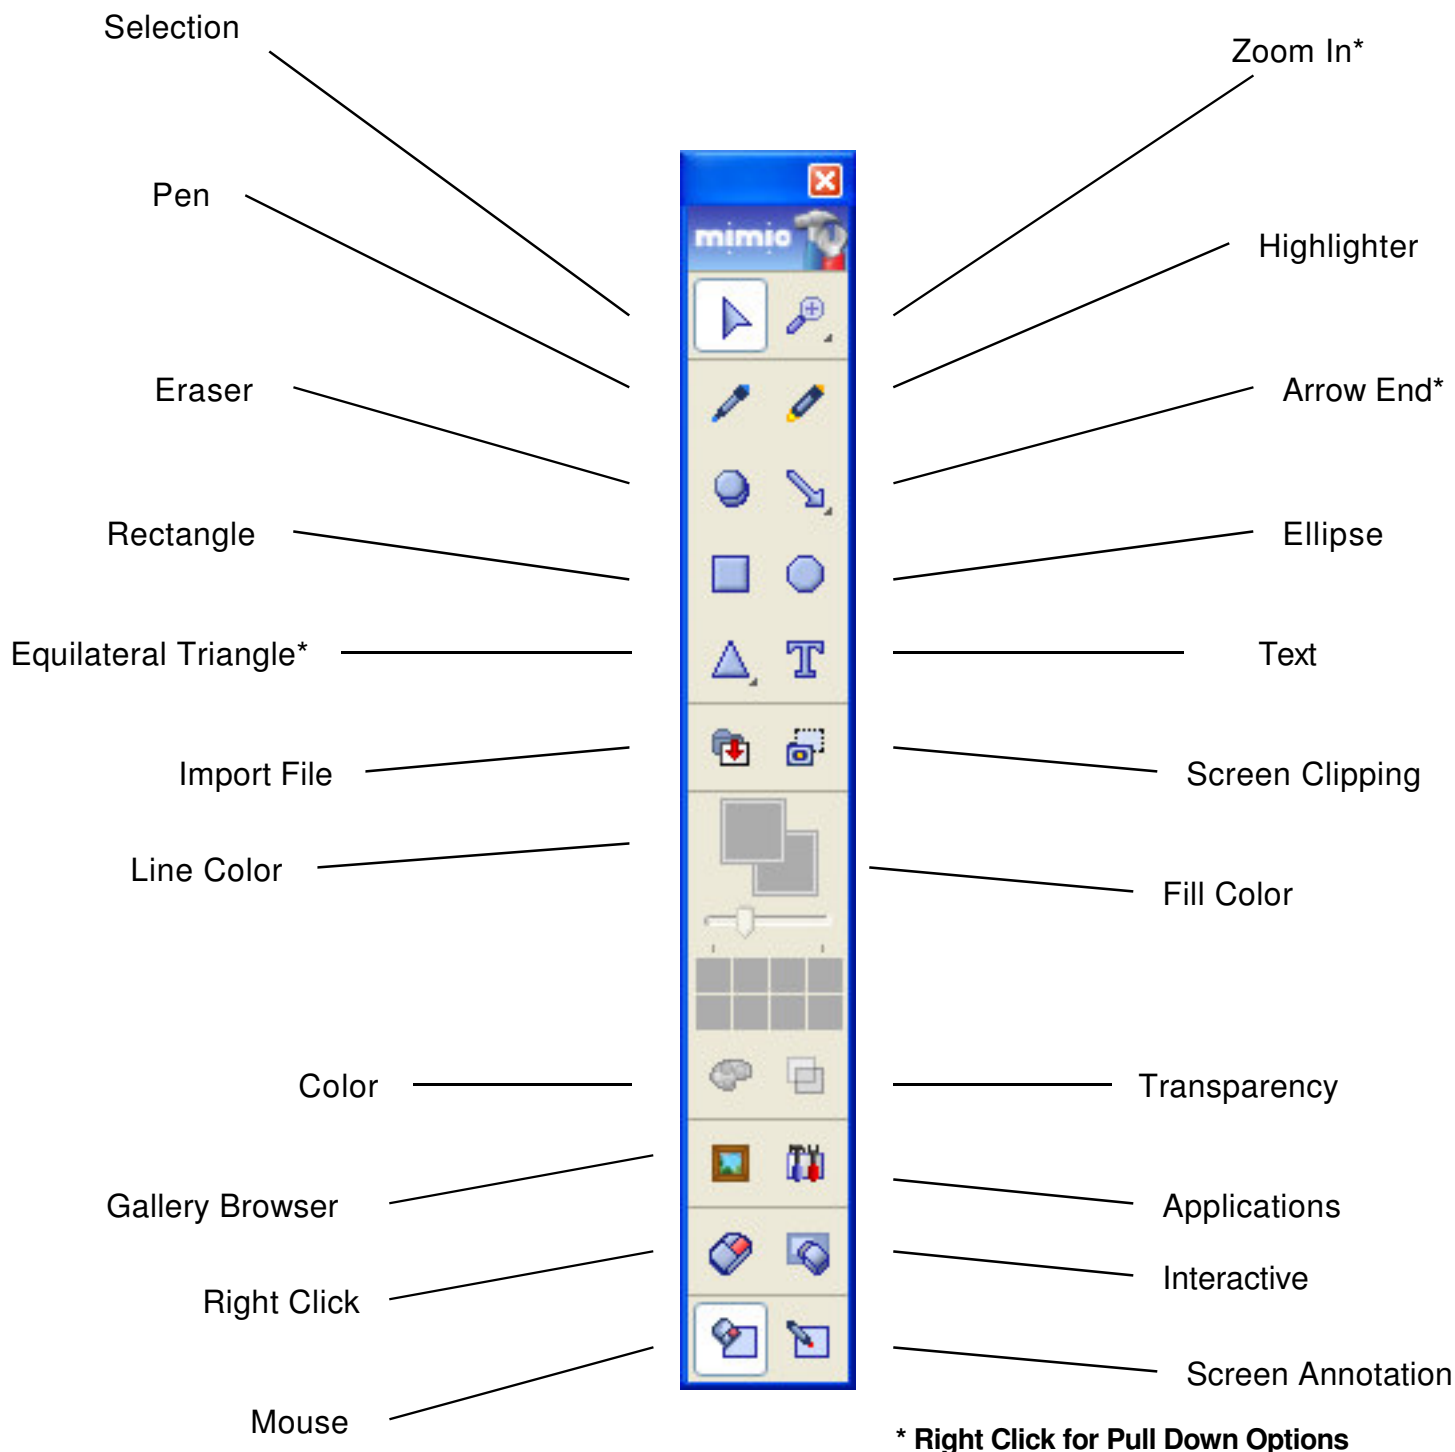 Selection
Zoom In*
Pen
mimio
Highlighter
Eraser
Arrow End*
Rectangle
Ellipse
Equilateral Triangle*
Text
Import File
Screen Clipping
Line Color
Fill Color
Color
Transparency
Gallery Browser
Applications
Right Click
Interactive
Mouse
Screen Annotation
* Right Click for Pull Down Options